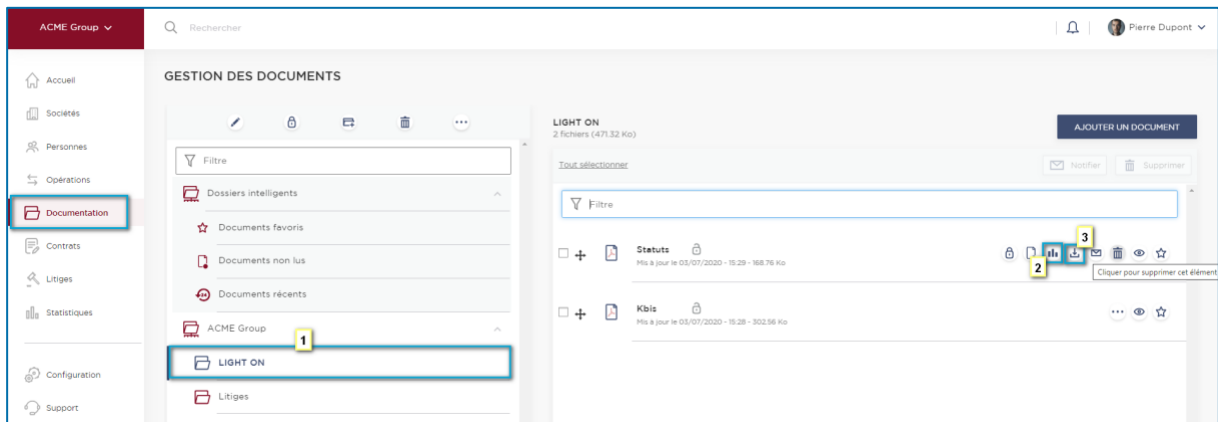 ACME Group
Rechercher
Pierre Dupont
Accueil
Sociétés
Personnes
Opérations
Documentation
Contrats
Litiges
Statistiques
Configuration
Support
GESTION DES DOCUMENTS
Filtre
Dossiers intelligents
Documents favoris
Documents non lus
Documents récents
ACME Group
1
LIGHT ON
Litiges
LIGHT ON
2 fichiers (471.32 Ko)
AJOUTER UN DOCUMENT
Tout sélectionner
Notifier
Supprimer
Filtre
3
Statuts
Mis à jour le 03/07/2020 - 15:29 - 168.76 Ko
2
Cliquer pour supprimer cet élément
Kbis
Mis à jour le 03/07/2020 - 15:28 - 302.56 Ko